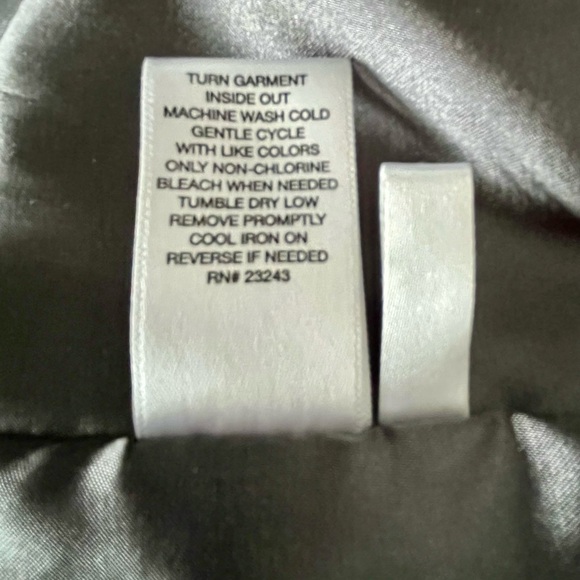 TURN GARMENT
INSIDE OUT
MACHINE WASH COLD
GENTLE CYCLE
WITH LIKE COLORS
ONLY NON-CHLORINE
BLEACH WHEN NEEDED
TUMBLE DRY LOW
REMOVE PROMPTLY
COOL IRON ON
REVERSE IF NEEDED
RN# 23243